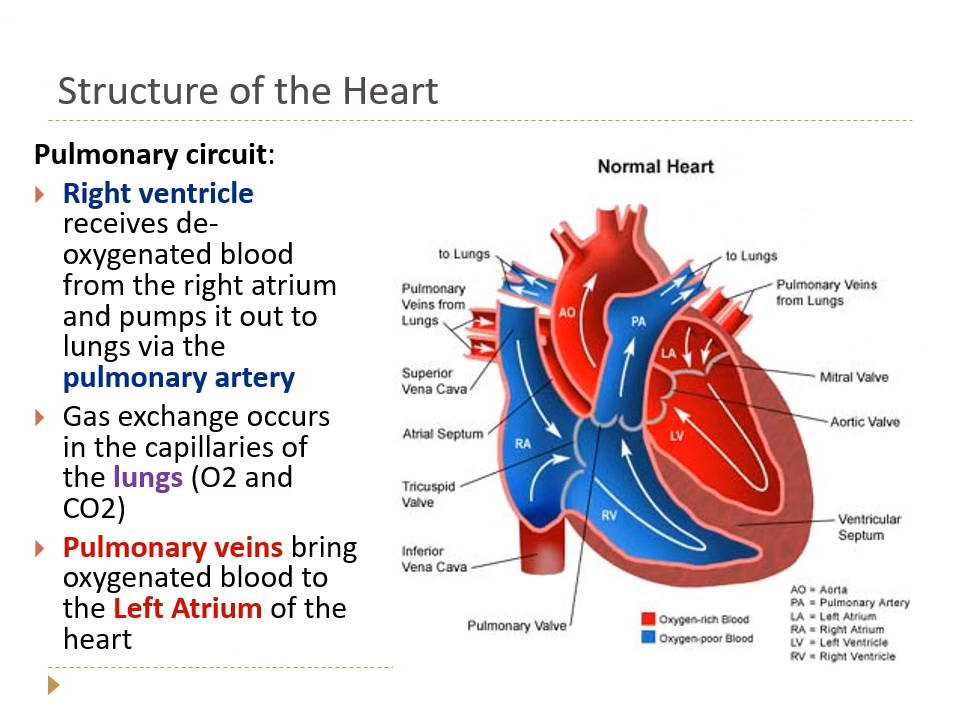 Structure of the Heart
Pulmonary circuit:
Right ventricle
receives de-
oxygenated blood
from the right atrium
and pumps it out to
lungs via the
pulmonary artery
Gas exchange occurs
in the capillaries of
the lungs (O2 and
CO2)
Pulmonary veins bring
oxygenated blood to
the Left Atrium of the
heart
Normal Heart
to Lungs
Pulmonary
Veins from
Lungs
Superior
Vena Cava
Atrial Septum
Tricuspid
Valve
Inferior
Vena Cava
Pulmonary Valve
AO
PA
LA
RA
LV
RV
to Lungs
Pulmonary Veins
from Lungs
Mitral Valve
Aortic Valve
Ventricular
Septum
Oxygen-rich Blood
Oxygen-poor Blood
AO = Aorta
PA = Pulmonary Artery
LA = Left Atrium
RA = Right Atrium
LV = Left Ventricle
RV = Right Ventricle